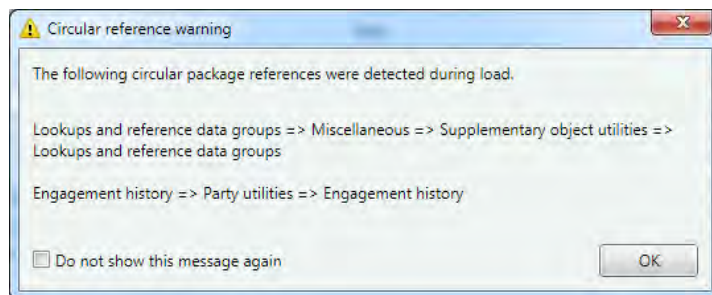 Circular reference warning
The following circular package references were detected during load.
Lookups and reference data groups => Miscellaneous => Supplementary object utilities =>
Lookups and reference data groups
Engagement history => Party utilities => Engagement history
Do not show this message again
OK